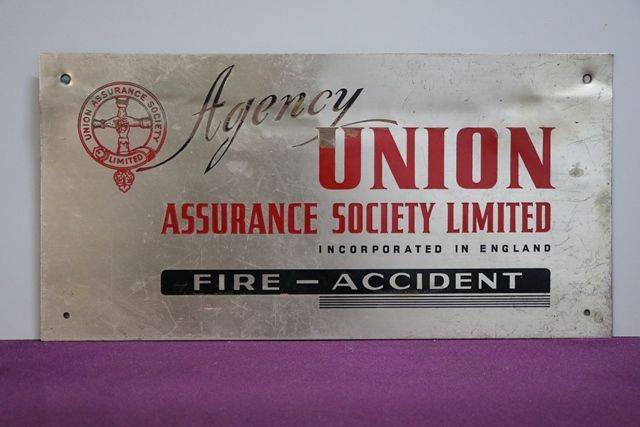 UNION ASSURANCE SOCIETY
LIMITED
Agency
UNION
ASSURANCE SOCIETY LIMITED
INCORPORATED IN ENGLAND
FIRE — ACCIDENT